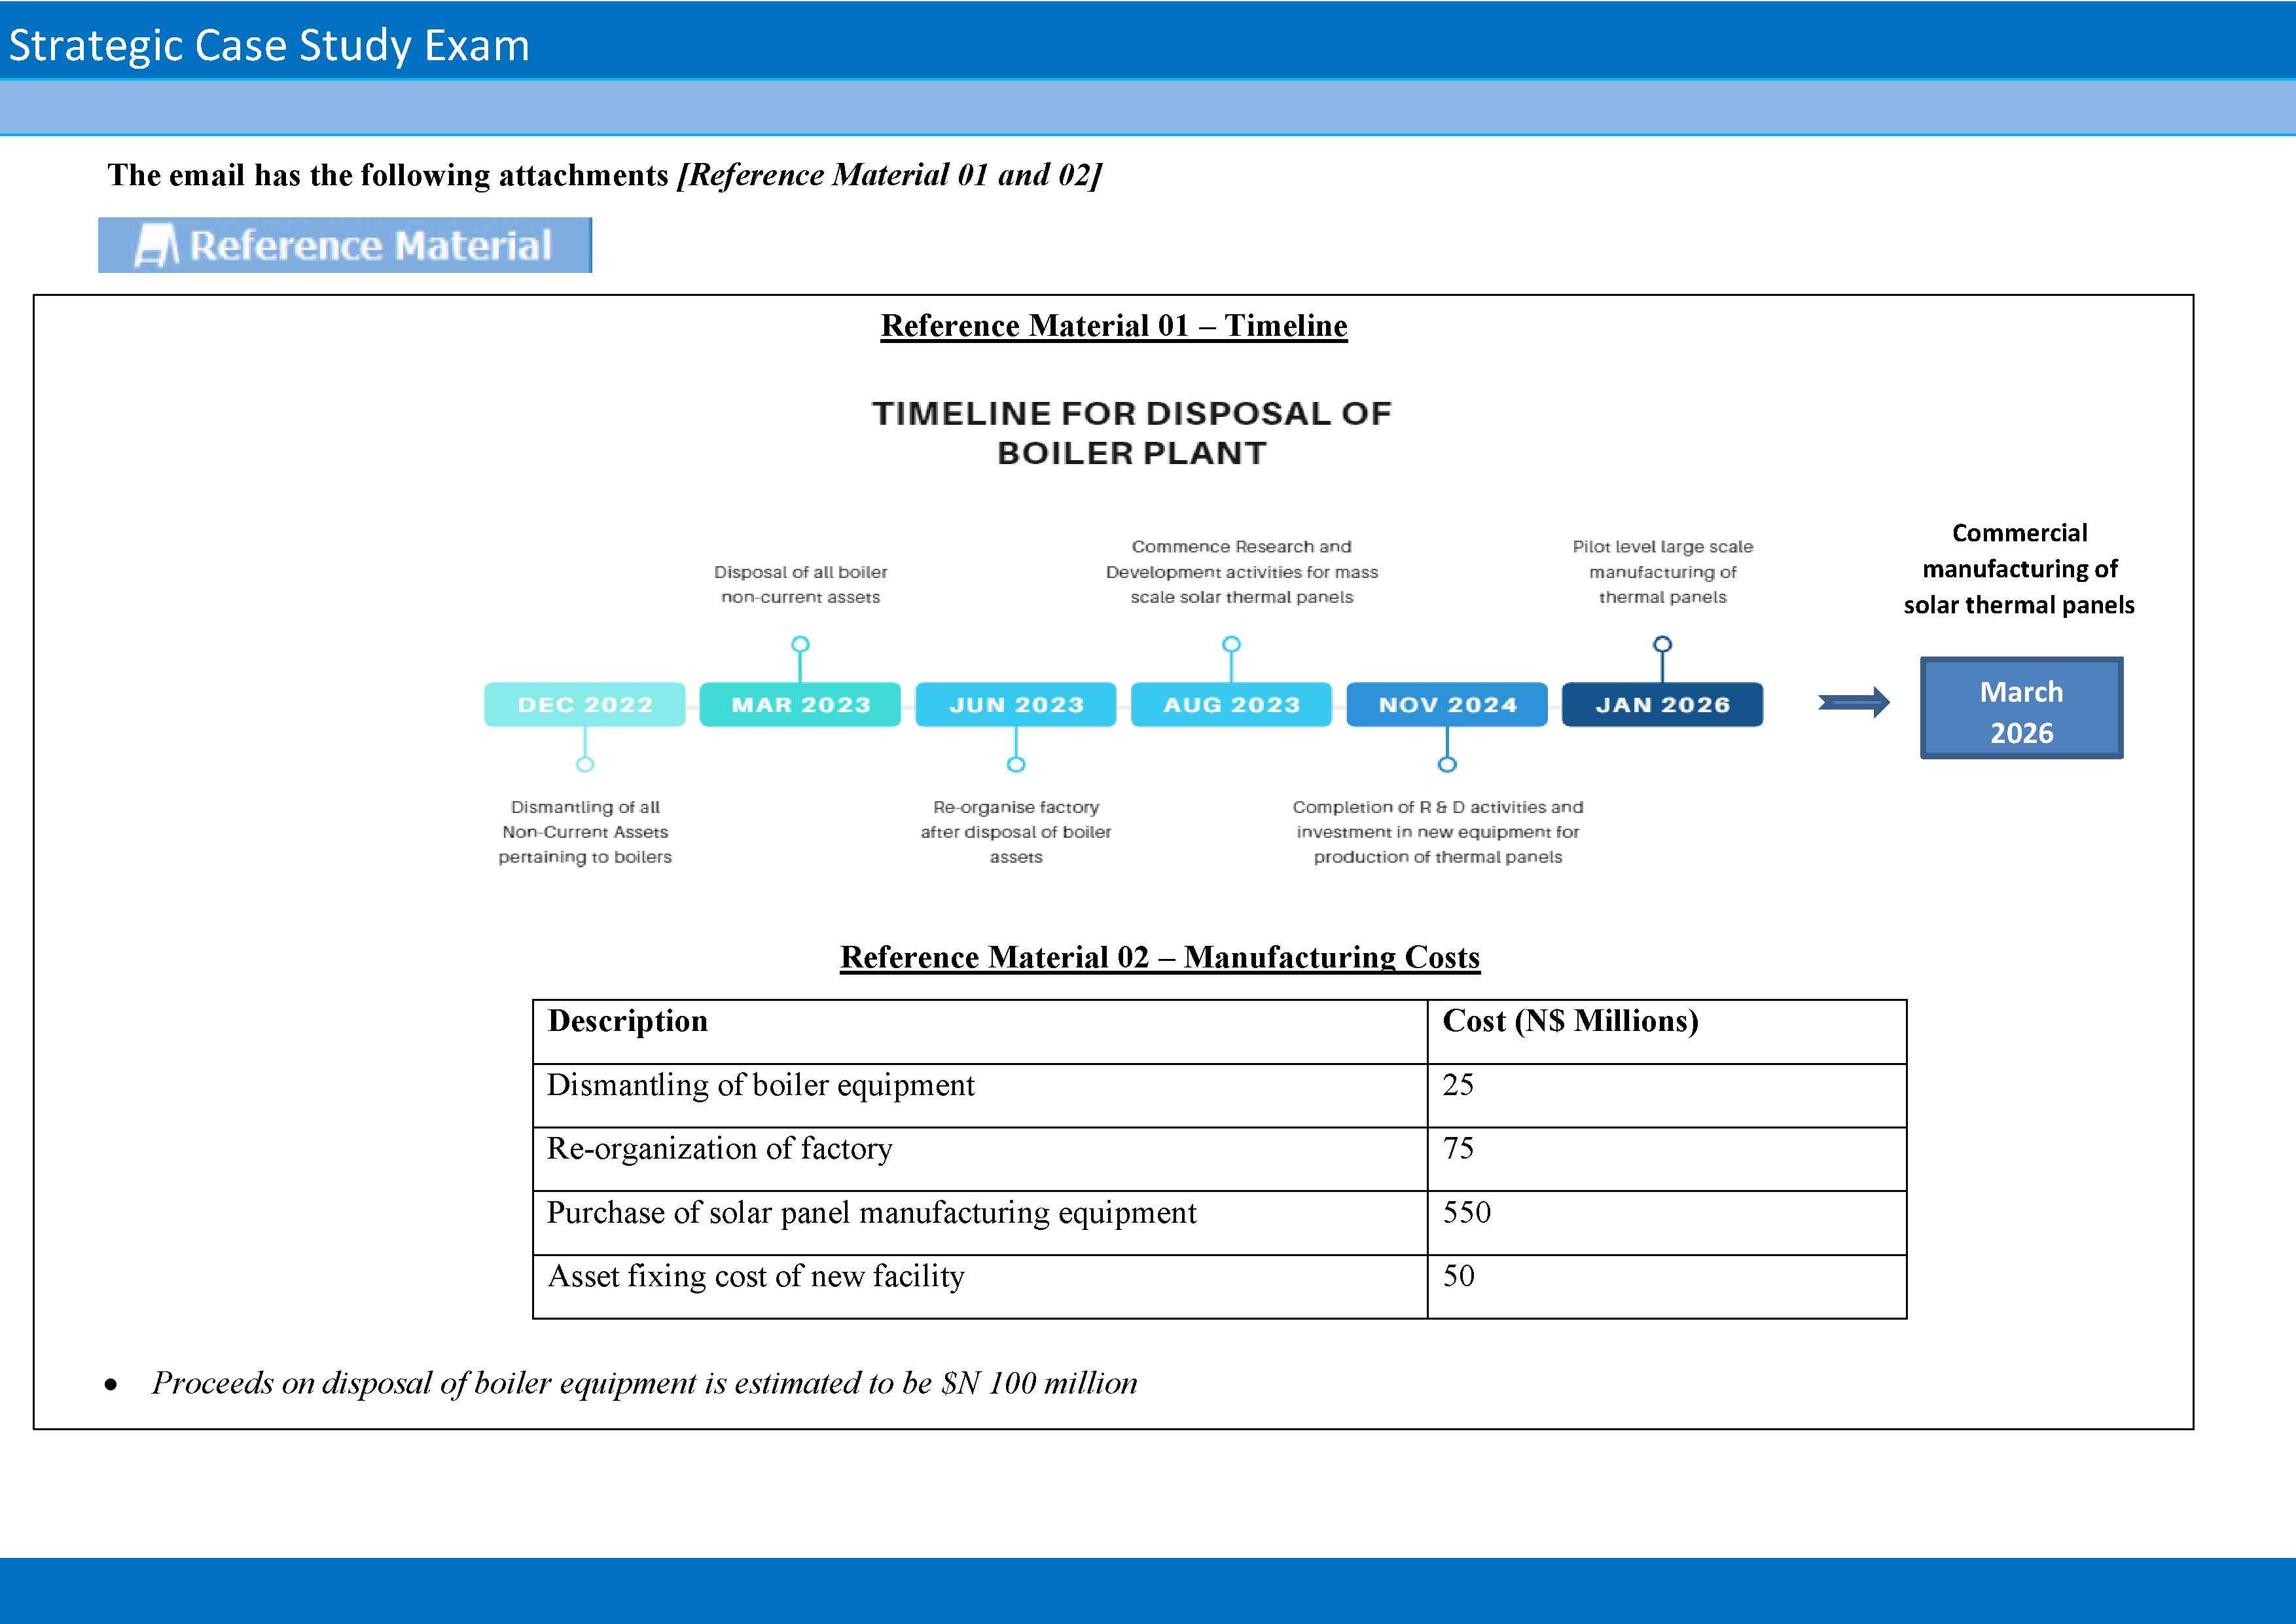 Strategic Case Study Exam
The email has the following attachments [Reference Material 01 and 02]
Reference Material
Reference Material 01 – Timeline
TIMELINE FOR DISPOSAL OF
BOILER PLANT
Disposal of all boiler
non-current assets
Commence Research and
Development activities for mass
scale solar thermal panels
Pilot level large scale
manufacturing of
thermal panels
Commercial
manufacturing of
solar thermal panels
DEC 2022
MAR 2023
JUN 2023
AUG 2023
NOV 2024
JAN 2026
March
2026
Dismantling of all
Non-Current Assets
pertaining to boilers
Re-organise factory
after disposal of boiler
assets
Completion of R & D activities and
investment in new equipment for
production of thermal panels
Reference Material 02 – Manufacturing Costs
Description Cost (N$ Millions)
Dismantling of boiler equipment 25
Re-organization of factory 75
Purchase of solar panel manufacturing equipment 550
Asset fixing cost of new facility 50
• Proceeds on disposal of boiler equipment is estimated to be $N 100 million